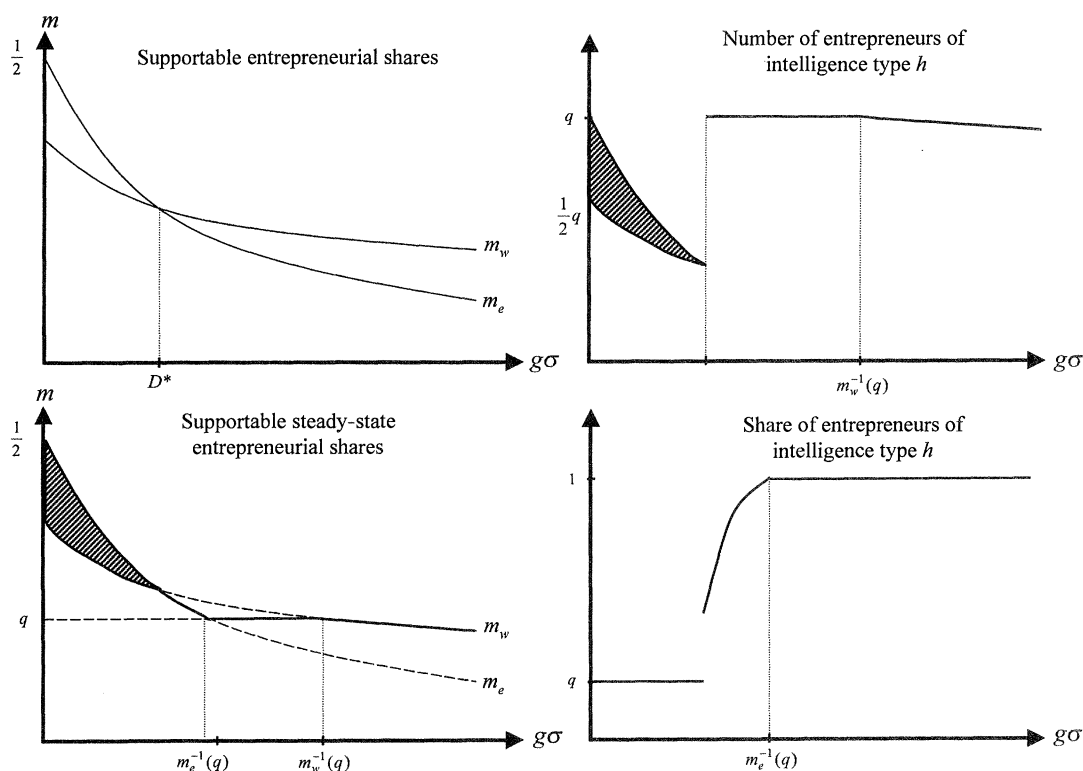 m
1/2
Supportable entrepreneurial shares
m_w
m_e
gσ
D*
Number of entrepreneurs of
intelligence type h
q
1/2 q
gσ
m_w^{-1}(q)
m
1/2
Supportable steady-state
entrepreneurial shares
q
m_w
m_e
gσ
m_e^{-1}(q)
m_w^{-1}(q)
Share of entrepreneurs of
intelligence type h
1
q
gσ
m_e^{-1}(q)